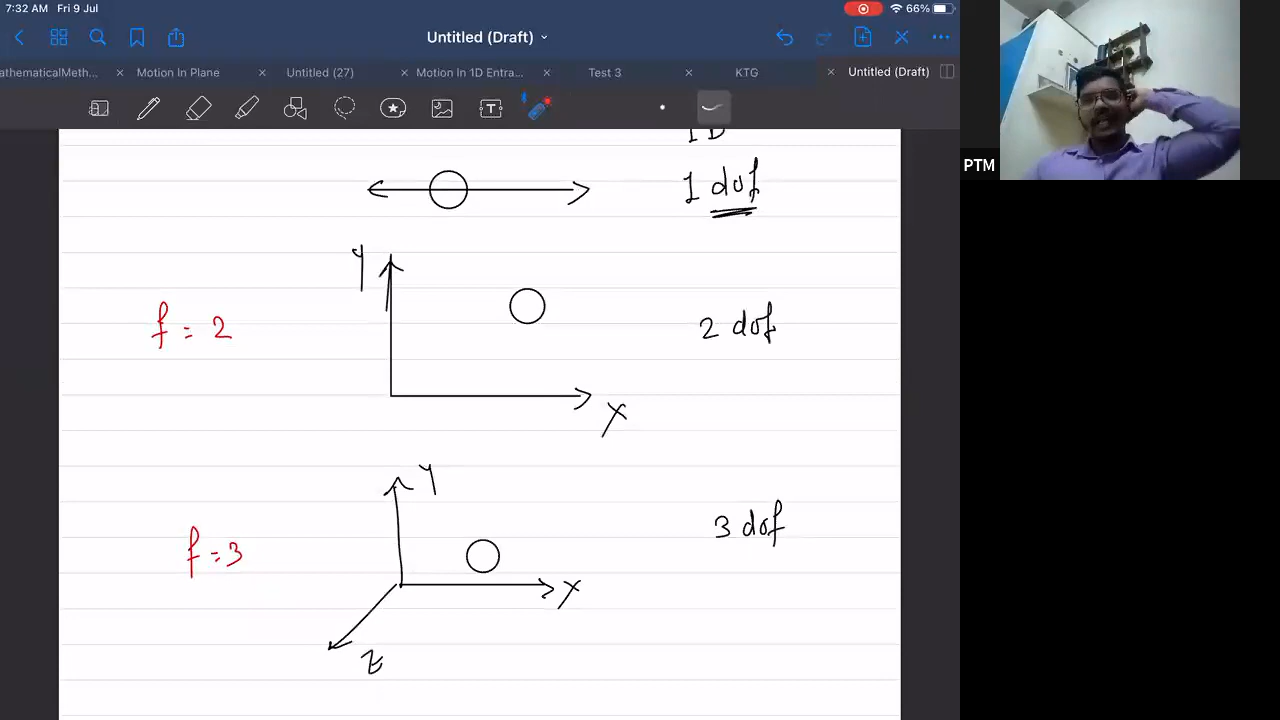 7:32 AM Fri 9 Jul
66%
Untitled (Draft)
athematicalMeth...
Motion In Plane
Untitled (27)
Motion In 1D Entra...
Test 3
KTG
Untitled (Draft)
T
PTM
1D
1 dof
Y
f = 2
2 dof
X
Y
3 dof
f = 3
X
z